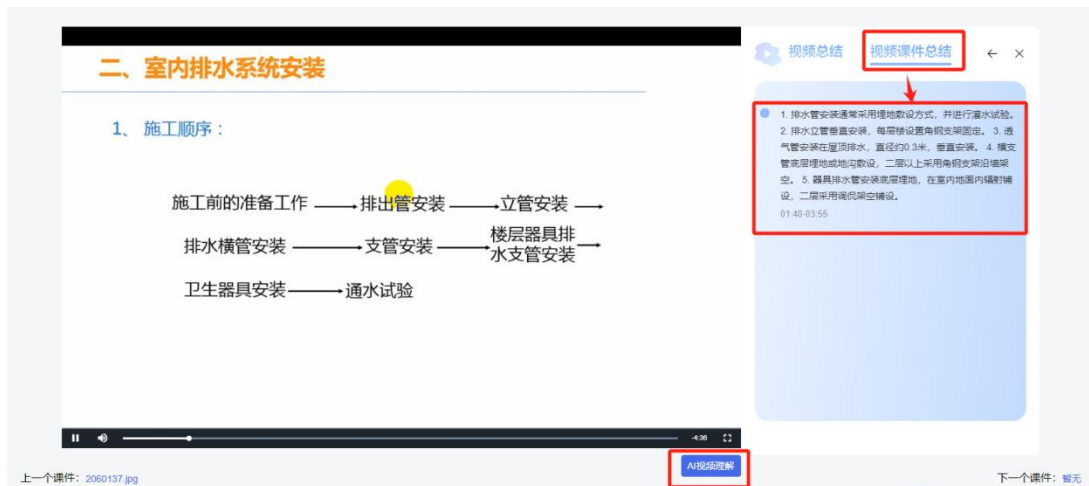 二、室内排水系统安装
1、 施工顺序：
施工前的准备工作 排出管安装 立管安装
排水横管安装 支管安装 楼层器具排
水支管安装
卫生器具安装 通水试验
-4:36
视频总结 视频课件总结
1. 排水管安装通常采用埋地敷设方式，并进行灌水试验。
2. 排水立管垂直安装，每层楼设置角钢支架固定。 3. 透
气管安装在屋顶排水，直径约0.3米，垂直安装。 4. 横支
管底层埋地或地沟敷设，二层以上采用角钢支架沿墙架
空。 5. 器具排水管安装底层埋地，在室内地面内辐射铺
设，二层采用调侃架空铺设。
01:40-03:55
AI视频理解
上一个课件：2060137.jpg
下一个课件：暂无